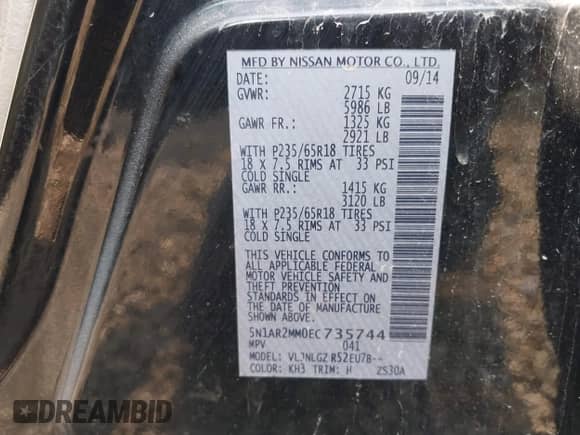 MFD BY NISSAN MOTOR CO., LTD.
DATE: 09/14
GVWR: 2715 KG
5986 LB
GAWR FR.: 1325 KG
2921 LB
WITH P235/65R18 TIRES
18 X 7.5 RIMS AT 33 PSI
COLD SINGLE
GAWR RR.: 1415 KG
3120 LB
WITH P235/65R18 TIRES
18 X 7.5 RIMS AT 33 PSI
COLD SINGLE
THIS VEHICLE CONFORMS TO
ALL APPLICABLE FEDERAL
MOTOR VEHICLE SAFETY AND
THEFT PREVENTION
STANDARDS IN EFFECT ON
THE DATE OF MANUFACTURE
SHOWN ABOVE.
5N1AR2MM0EC735744
MPV 041
MODEL: VLJNLGZ R52EU7B--
COLOR: KH3 TRIM: H ZS30A
DREAMBID